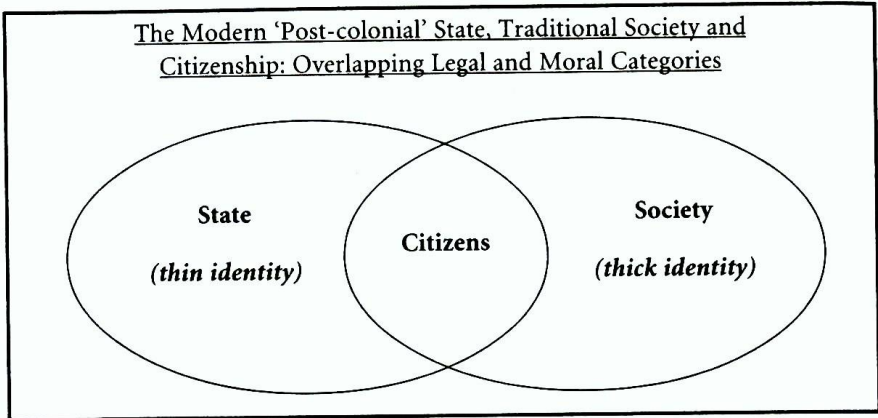 The Modern ‘Post-colonial’ State, Traditional Society and
Citizenship: Overlapping Legal and Moral Categories
State
(thin identity)
Citizens
Society
(thick identity)